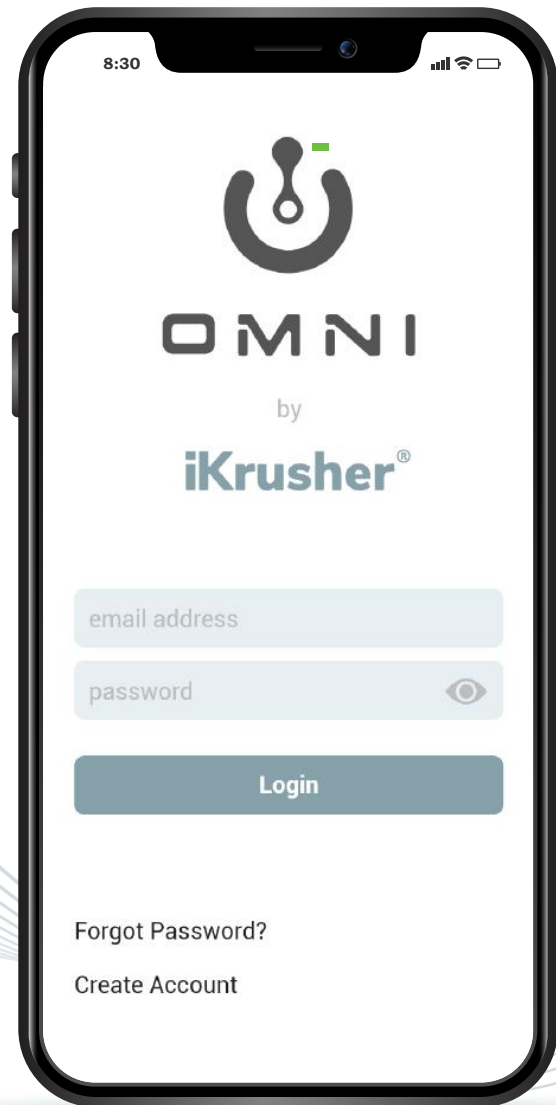 8:30
OMNI
by
iKrusher®
email address
password
Login
Forgot Password?
Create Account